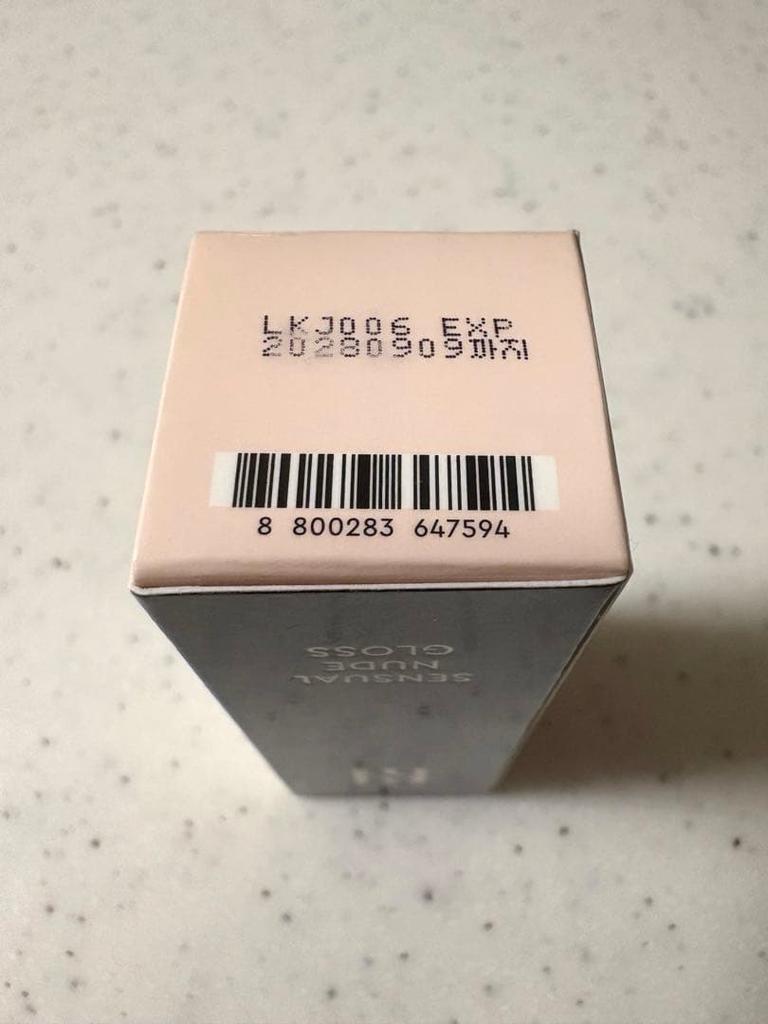 LKJ006 EXP
20280909까지
8 800283 647594
SENSUAL
NUDE
GLOSS